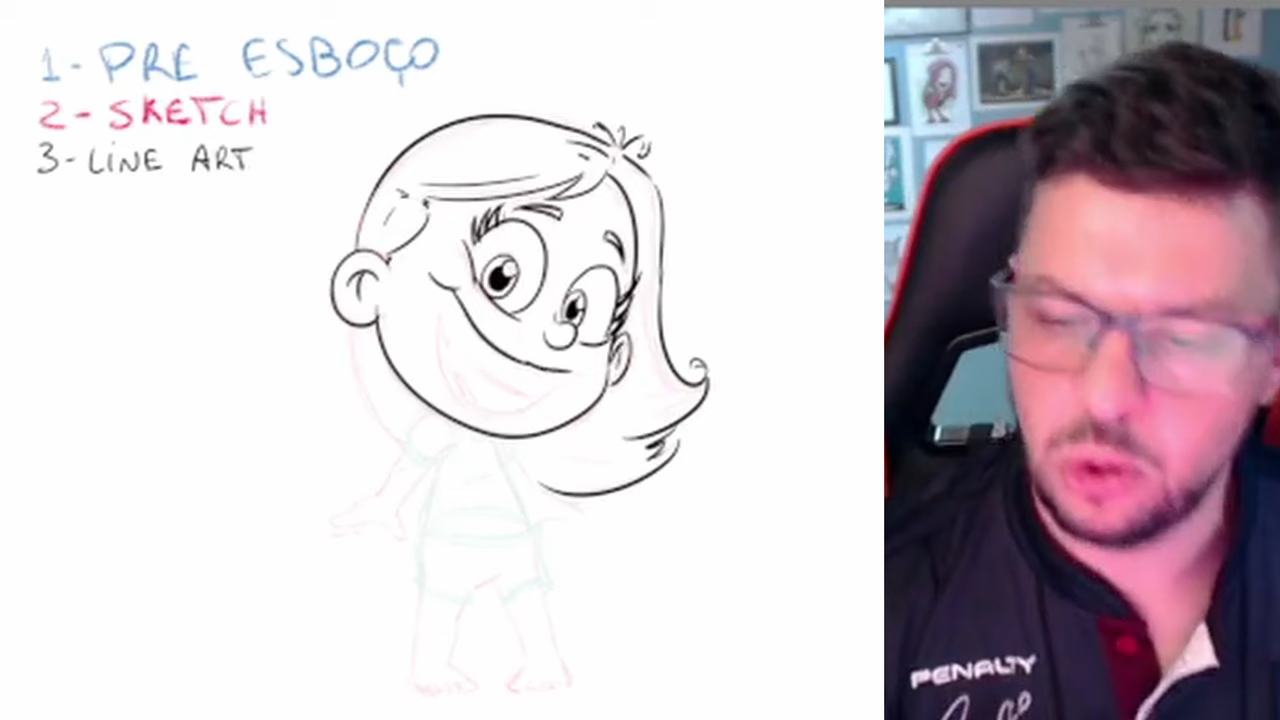 1- PRE ESBOÇO
2- SKETCH
3- LINE ART
PENALTY